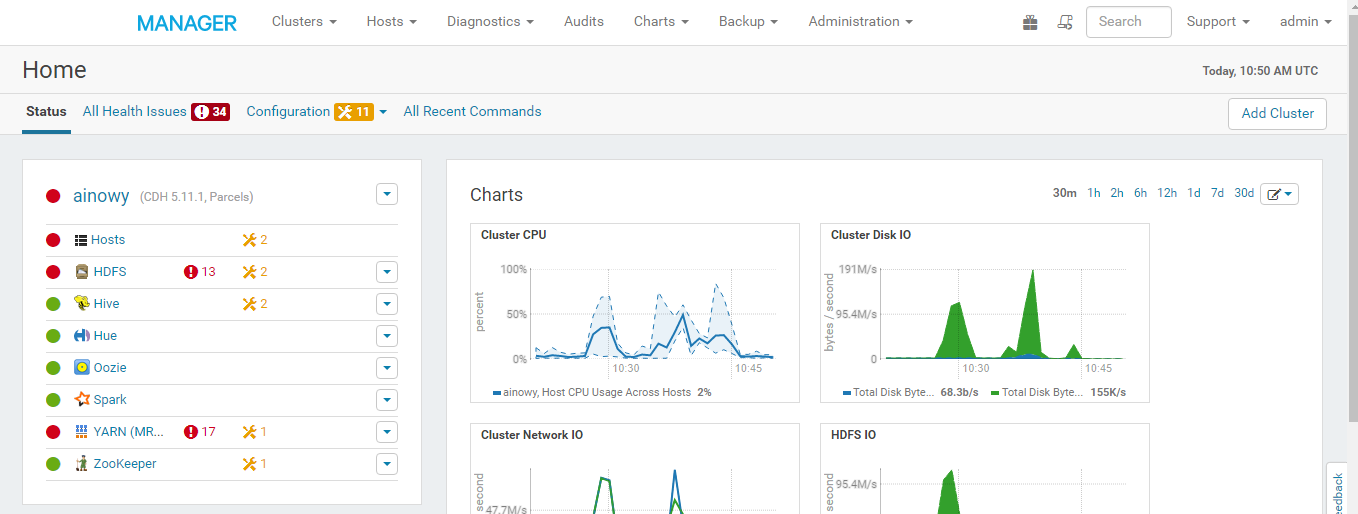 MANAGER Clusters Hosts Diagnostics Audits Charts Backup Administration Search Support admin
Home Today, 10:50 AM UTC
Status All Health Issues 34 Configuration 11 All Recent Commands Add Cluster
ainowy (CDH 5.11.1, Parcels)
Hosts 2
HDFS 13 2
Hive 2
Hue
Oozie
Spark
YARN (MR... 17 1
ZooKeeper 1
Charts 30m 1h 2h 6h 12h 1d 7d 30d
Cluster CPU
percent
100%
50%
0%
10:30 10:45
ainowy, Host CPU Usage Across Hosts 2%
Cluster Disk IO
bytes / second
191M/s
95.4M/s
0
10:30 10:45
Total Disk Byte... 68.3b/s Total Disk Byte... 155K/s
Cluster Network IO
second
47.7M/s
HDFS IO
second
95.4M/s
eedback